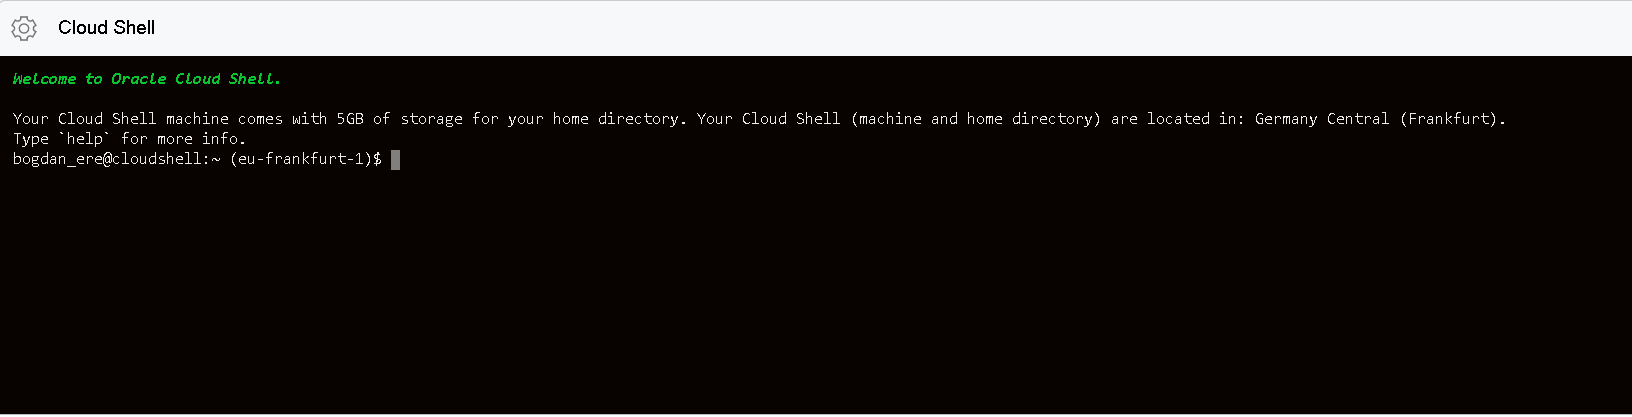 Cloud Shell
Welcome to Oracle Cloud Shell.
Your Cloud Shell machine comes with 5GB of storage for your home directory. Your Cloud Shell (machine and home directory) are located in: Germany Central (Frankfurt).
Type `help` for more info.
bogdan_ere@cloudshell:~ (eu-frankfurt-1)$